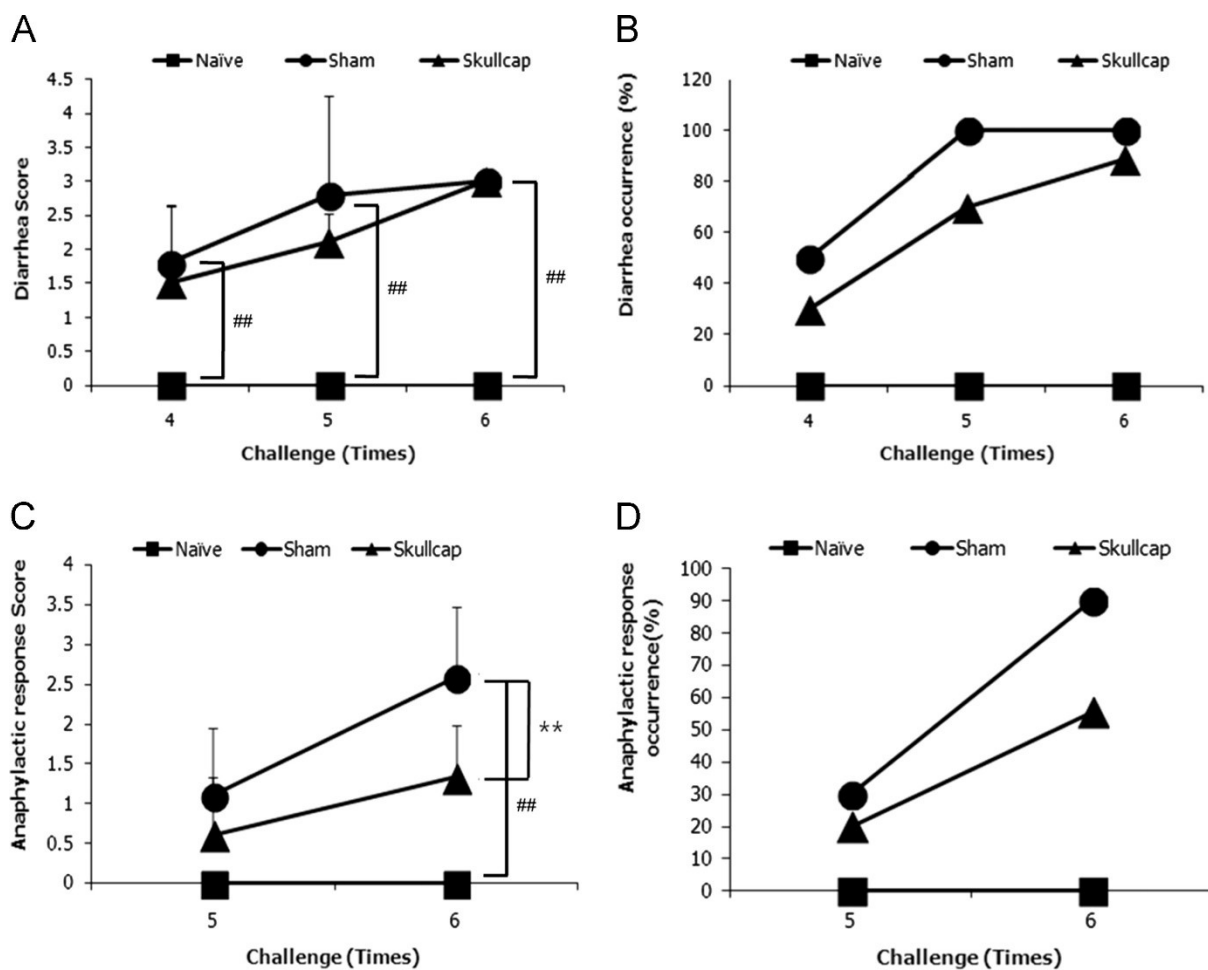 A
Naïve Sham Skullcap
Diarrhea Score
4.5
4
3.5
3
2.5
2
1.5
1
0.5
0
##
##
##
4 5 6
Challenge (Times)
B
Naïve Sham Skullcap
Diarrhea occurrence (%)
120
100
80
60
40
20
0
4 5 6
Challenge (Times)
C
Naïve Sham Skullcap
Anaphylactic response Score
4
3.5
3
2.5
2
1.5
1
0.5
0
**
##
5 6
Challenge (Times)
D
Naïve Sham Skullcap
Anaphylactic response
occurrence(%)
100
90
80
70
60
50
40
30
20
10
0
5 6
Challenge (Times)